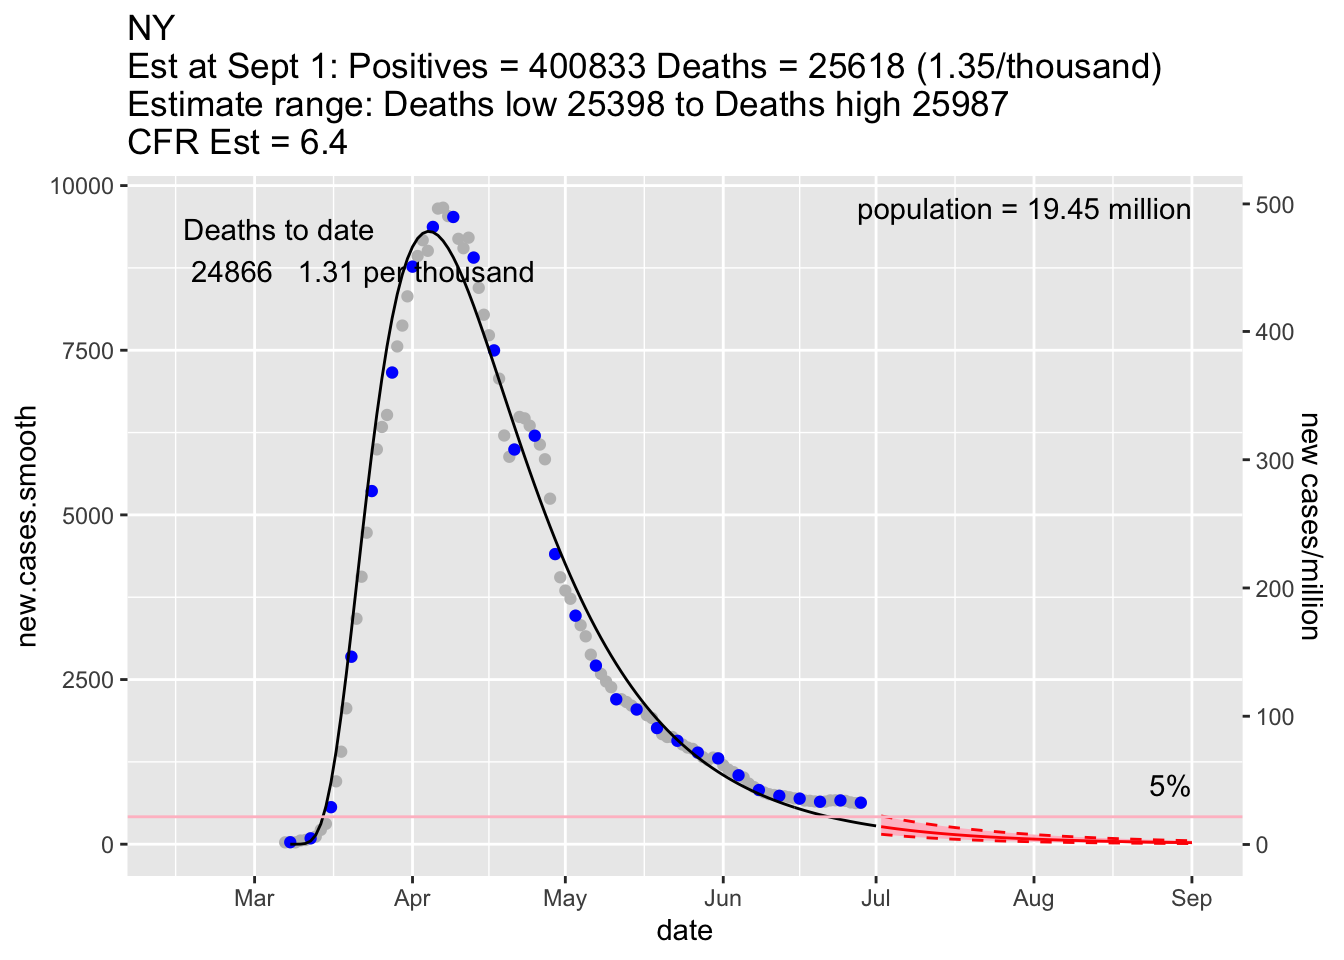 NY
Est at Sept 1: Positives = 400833 Deaths = 25618 (1.35/thousand)
Estimate range: Deaths low 25398 to Deaths high 25987
CFR Est = 6.4
Deaths to date
24866 1.31 per thousand
population = 19.45 million
5%
10000
7500
5000
2500
0
new.cases.smooth
500
400
300
200
100
0
new cases/million
Mar Apr May Jun Jul Aug Sep
date